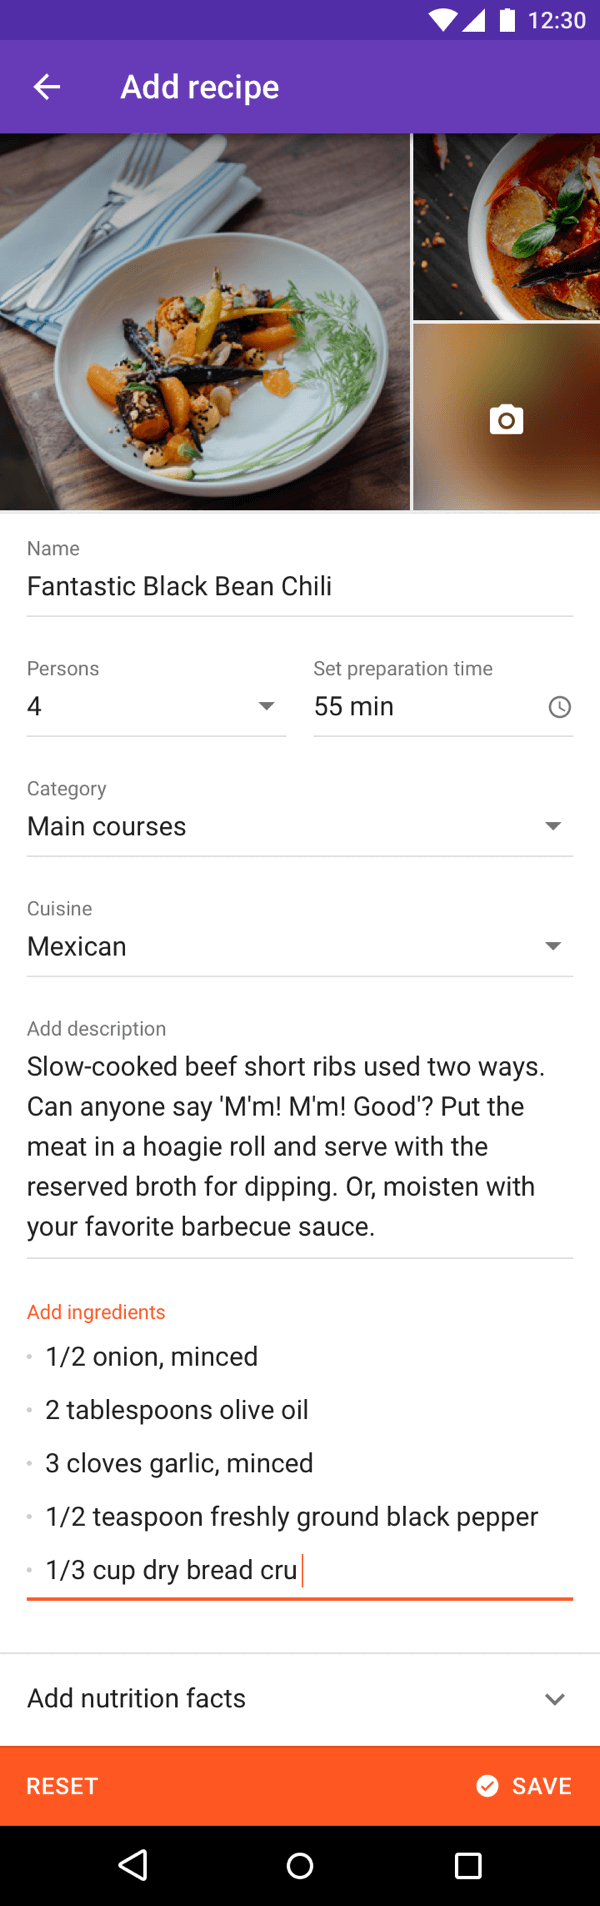 12:30
Add recipe
Name
Fantastic Black Bean Chili
Persons
Set preparation time
4
55 min
Category
Main courses
Cuisine
Mexican
Add description
Slow-cooked beef short ribs used two ways.
Can anyone say 'M'm! M'm! Good'? Put the
meat in a hoagie roll and serve with the
reserved broth for dipping. Or, moisten with
your favorite barbecue sauce.
Add ingredients
• 1/2 onion, minced
• 2 tablespoons olive oil
• 3 cloves garlic, minced
• 1/2 teaspoon freshly ground black pepper
• 1/3 cup dry bread cru
Add nutrition facts
RESET
SAVE